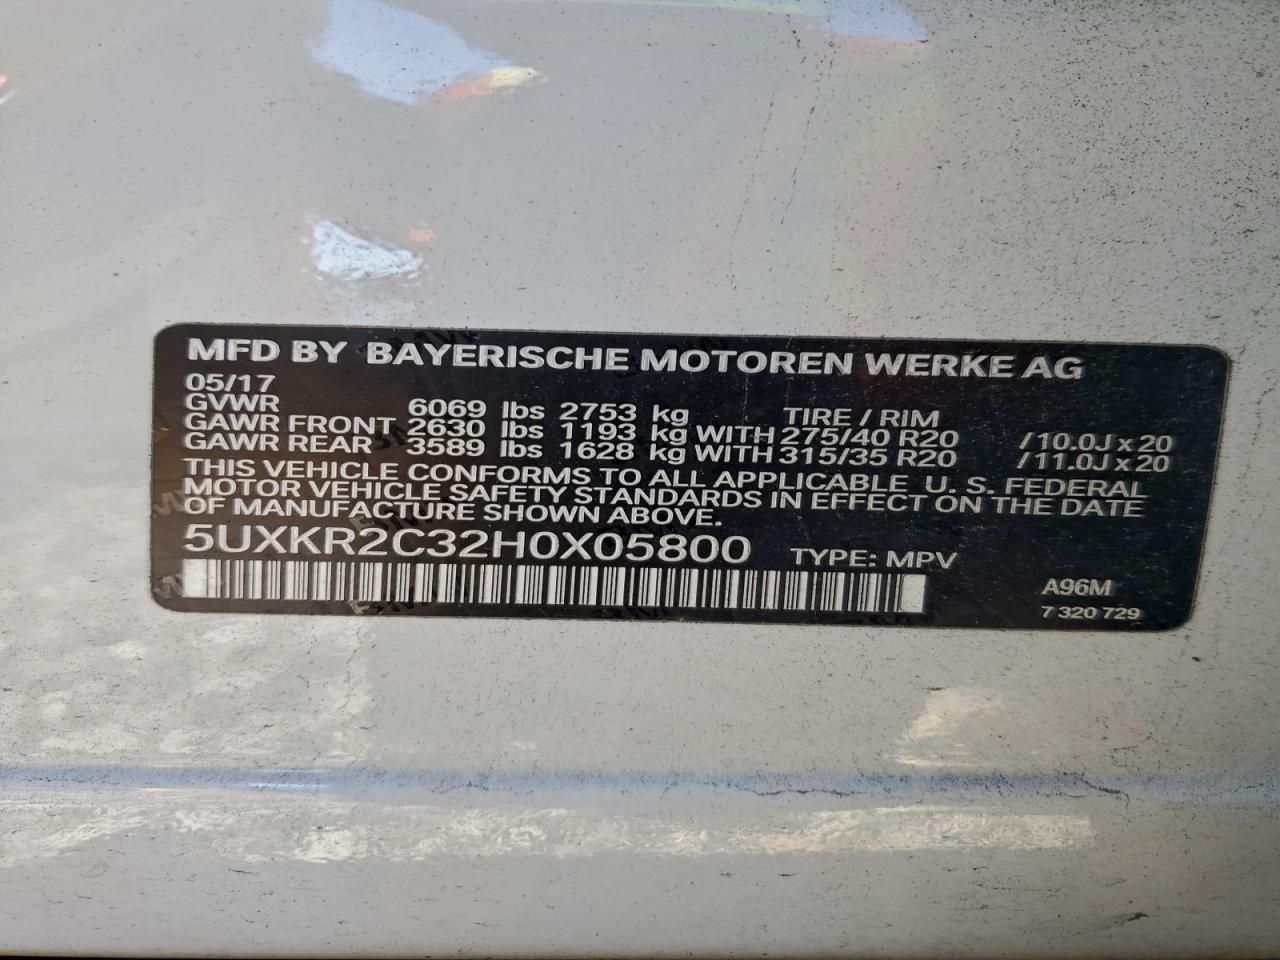 MFD BY BAYERISCHE MOTOREN WERKE AG
05/17
GVWR 6069 lbs 2753 kg TIRE / RIM
GAWR FRONT 2630 lbs 1193 kg WITH 275/40 R20 /10.0J x 20
GAWR REAR 3589 lbs 1628 kg WITH 315/35 R20 /11.0J x 20
THIS VEHICLE CONFORMS TO ALL APPLICABLE U. S. FEDERAL
MOTOR VEHICLE SAFETY STANDARDS IN EFFECT ON THE DATE
OF MANUFACTURE SHOWN ABOVE.
5UXKR2C32H0X05800 TYPE: MPV
A96M
7 320 729